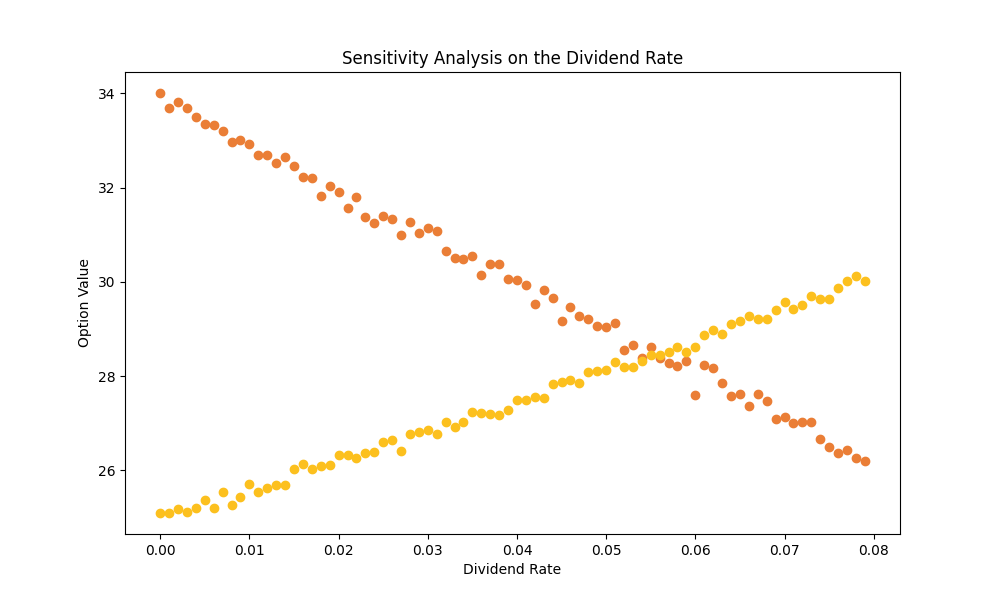 Sensitivity Analysis on the Dividend Rate
Option Value
34
32
30
28
26
0.00 0.01 0.02 0.03 0.04 0.05 0.06 0.07 0.08
Dividend Rate